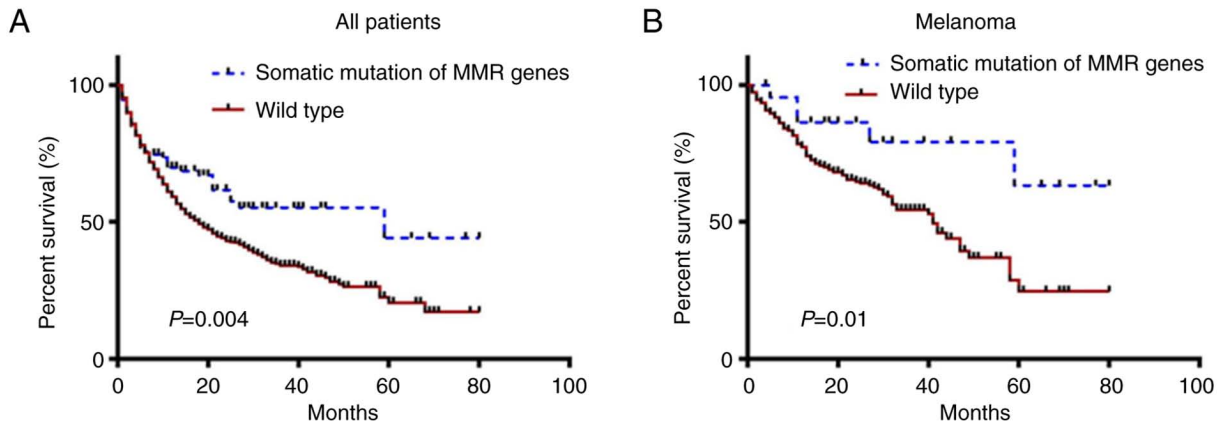 A
All patients
Somatic mutation of MMR genes
Wild type
Percent survival (%)
100
50
0
P=0.004
0 20 40 60 80 100
Months
B
Melanoma
Somatic mutation of MMR genes
Wild type
Percent survival (%)
100
50
0
P=0.01
0 20 40 60 80 100
Months